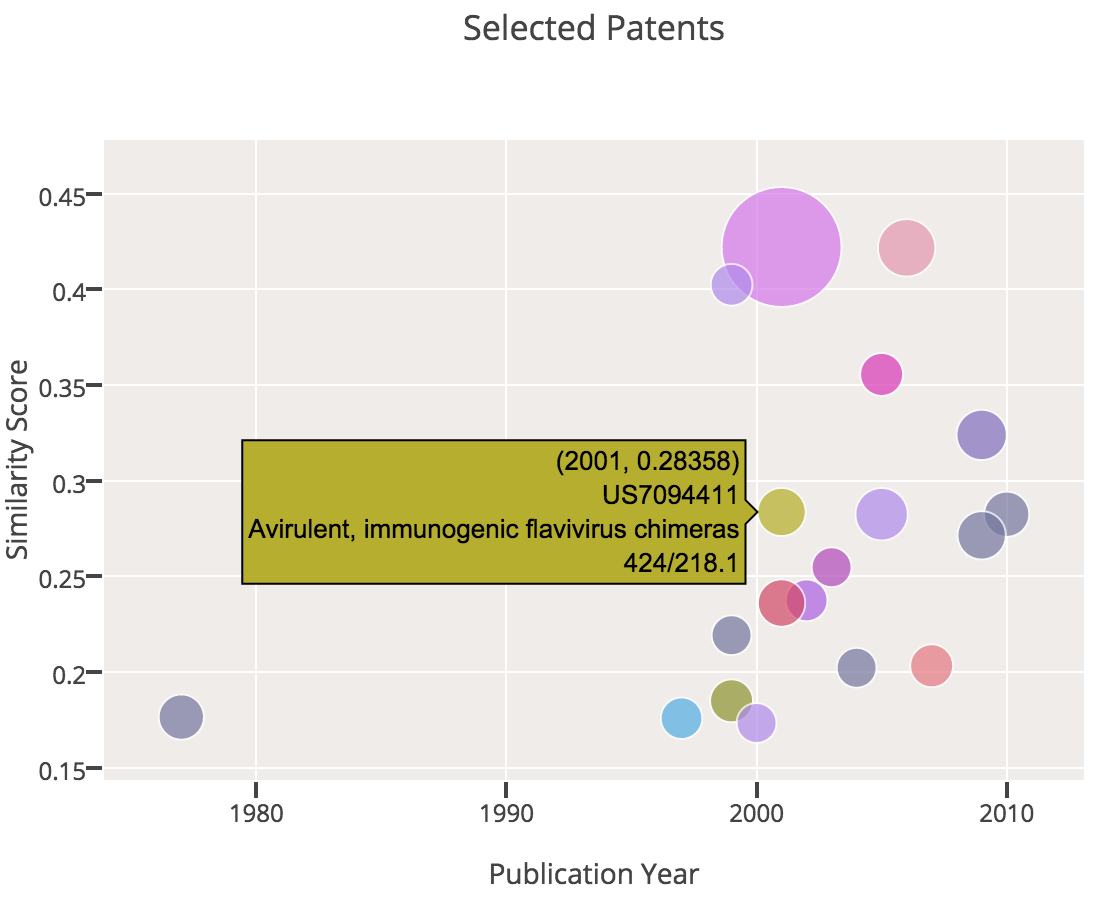 Selected Patents
0.45
0.4
0.35
0.3
0.25
0.2
0.15
Similarity Score
(2001, 0.28358)
US7094411
Avirulent, immunogenic flavivirus chimeras
424/218.1
1980
1990
2000
2010
Publication Year